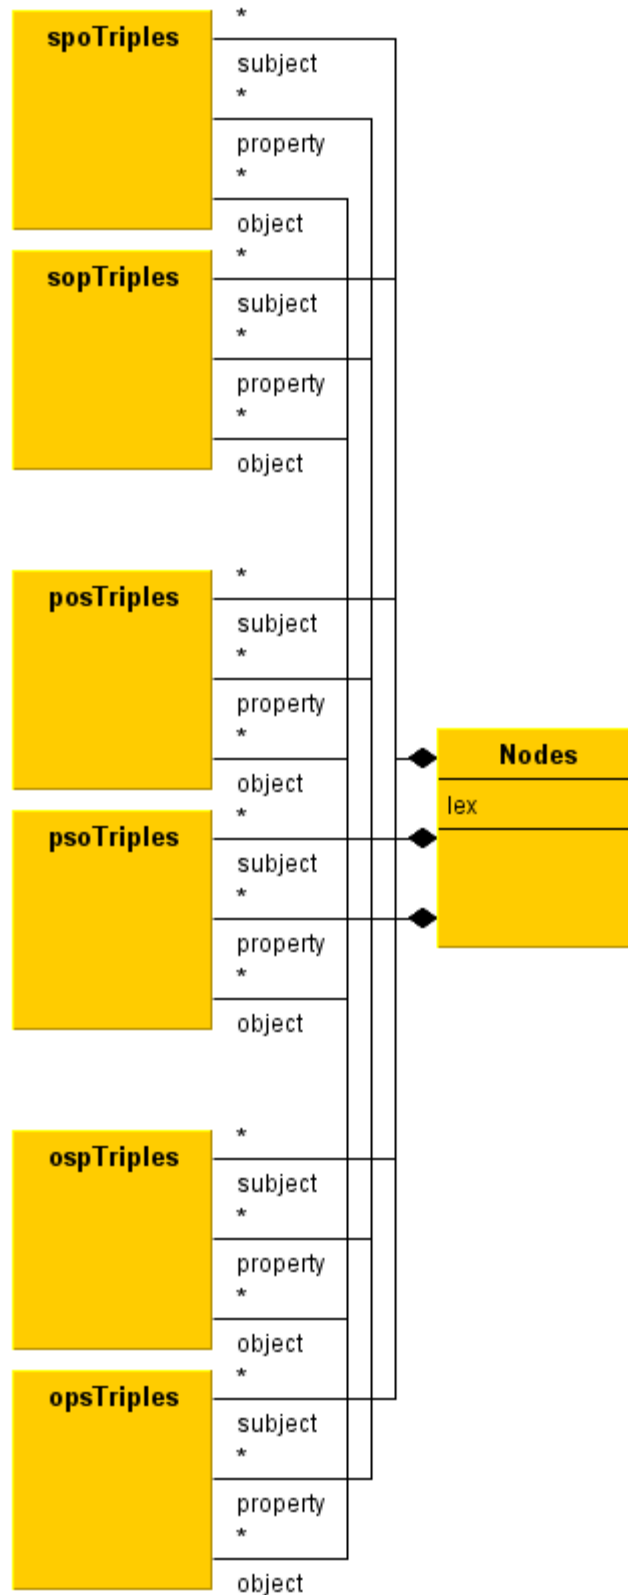 *
spoTriples
subject
*
property
*
object
*
sopTriples
subject
*
property
*
object
*
posTriples
subject
*
property
*
Nodes
object
*
lex
psoTriples
subject
*
property
*
object
*
ospTriples
subject
*
property
*
object
*
opsTriples
subject
*
property
*
object